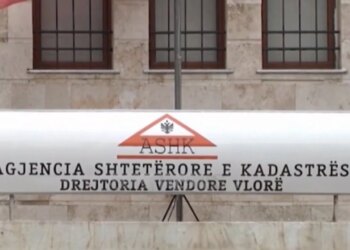 ASHK
AGJENCIA SHTETËRORE E KADASTRËS
DREJTORIA VENDORE VLORË